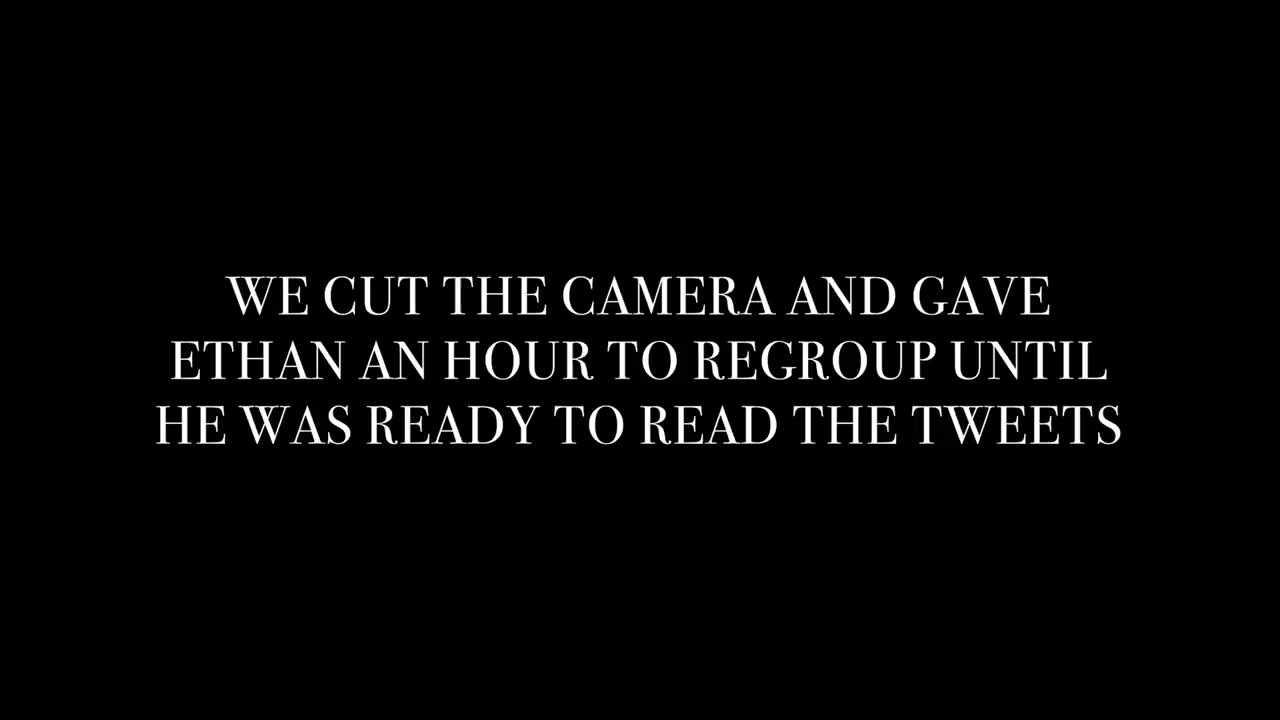 WE CUT THE CAMERA AND GAVE
ETHAN AN HOUR TO REGROUP UNTIL
HE WAS READY TO READ THE TWEETS